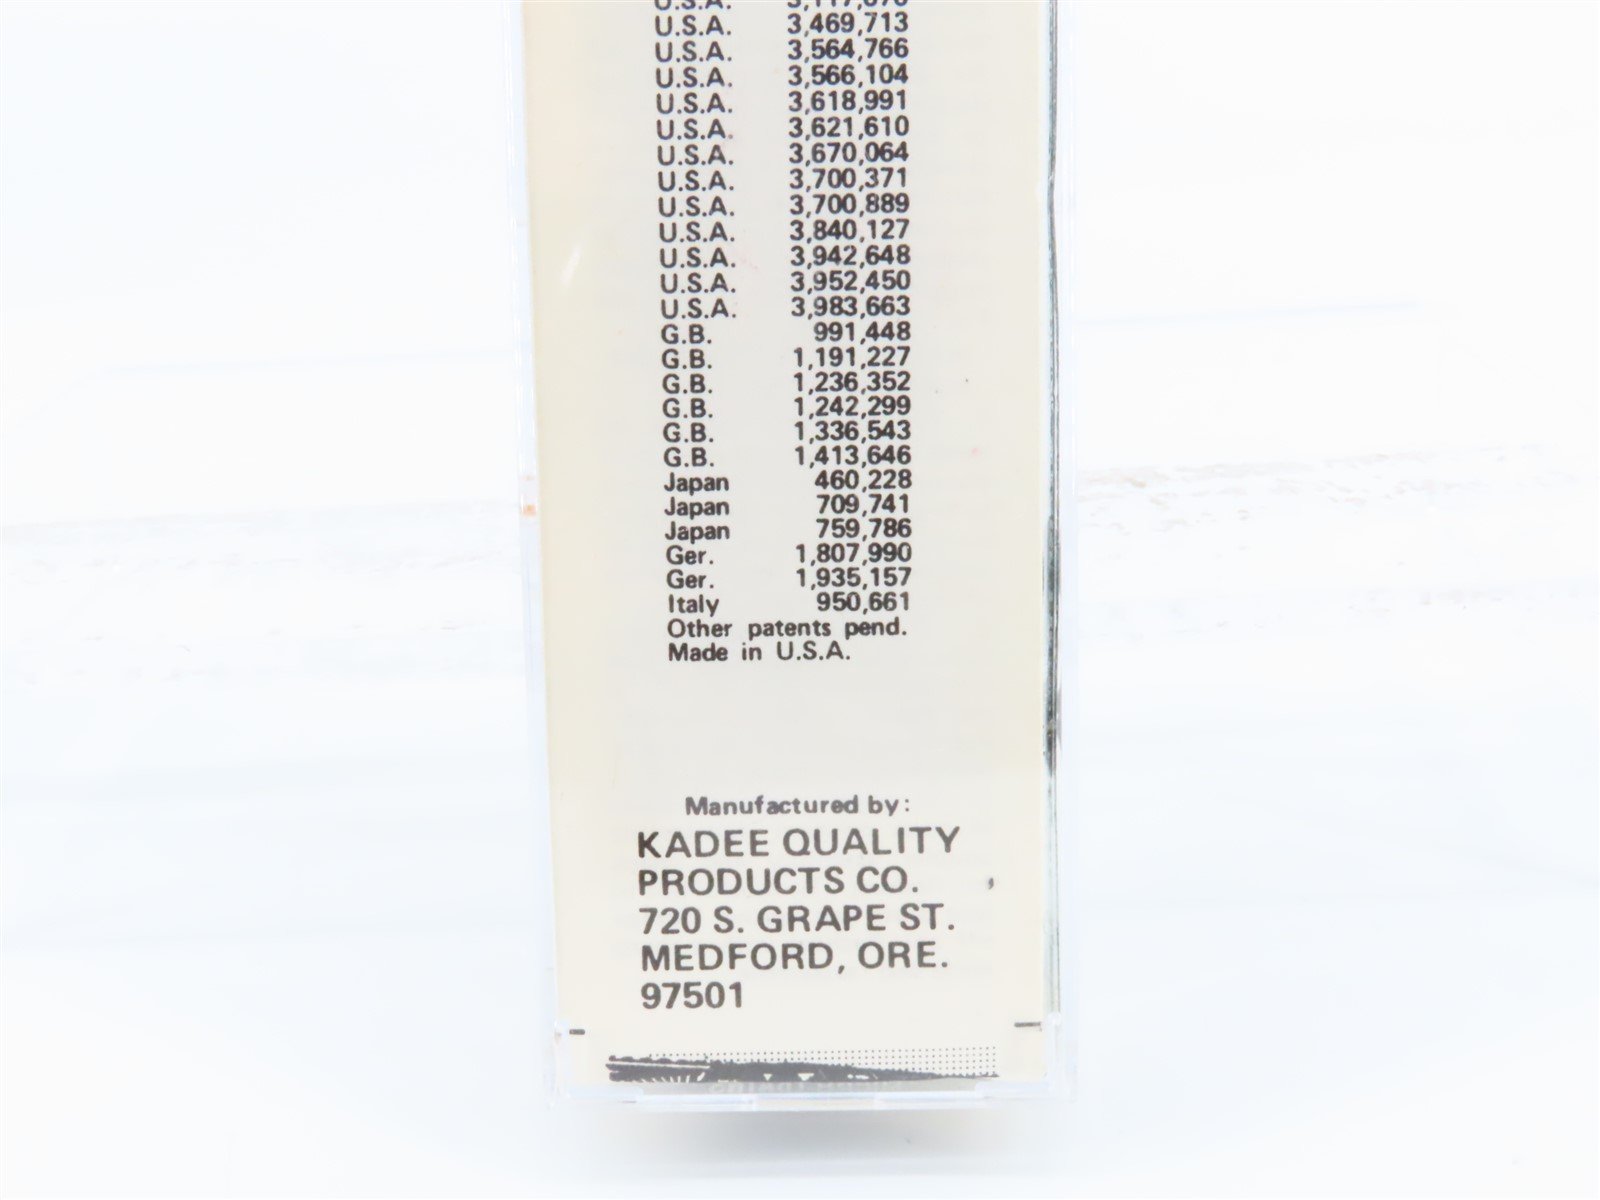 U.S.A. 3,117,676
U.S.A. 3,469,713
U.S.A. 3,564,766
U.S.A. 3,566,104
U.S.A. 3,618,991
U.S.A. 3,621,610
U.S.A. 3,670,064
U.S.A. 3,700,371
U.S.A. 3,700,889
U.S.A. 3,840,127
U.S.A. 3,942,648
U.S.A. 3,952,450
U.S.A. 3,983,663
G.B. 991,448
G.B. 1,191,227
G.B. 1,236,352
G.B. 1,242,299
G.B. 1,336,543
G.B. 1,413,646
Japan 460,228
Japan 709,741
Japan 759,786
Ger. 1,807,990
Ger. 1,935,157
Italy 950,661
Other patents pend.
Made in U.S.A.
Manufactured by:
KADEE QUALITY
PRODUCTS CO.
720 S. GRAPE ST.
MEDFORD, ORE.
97501